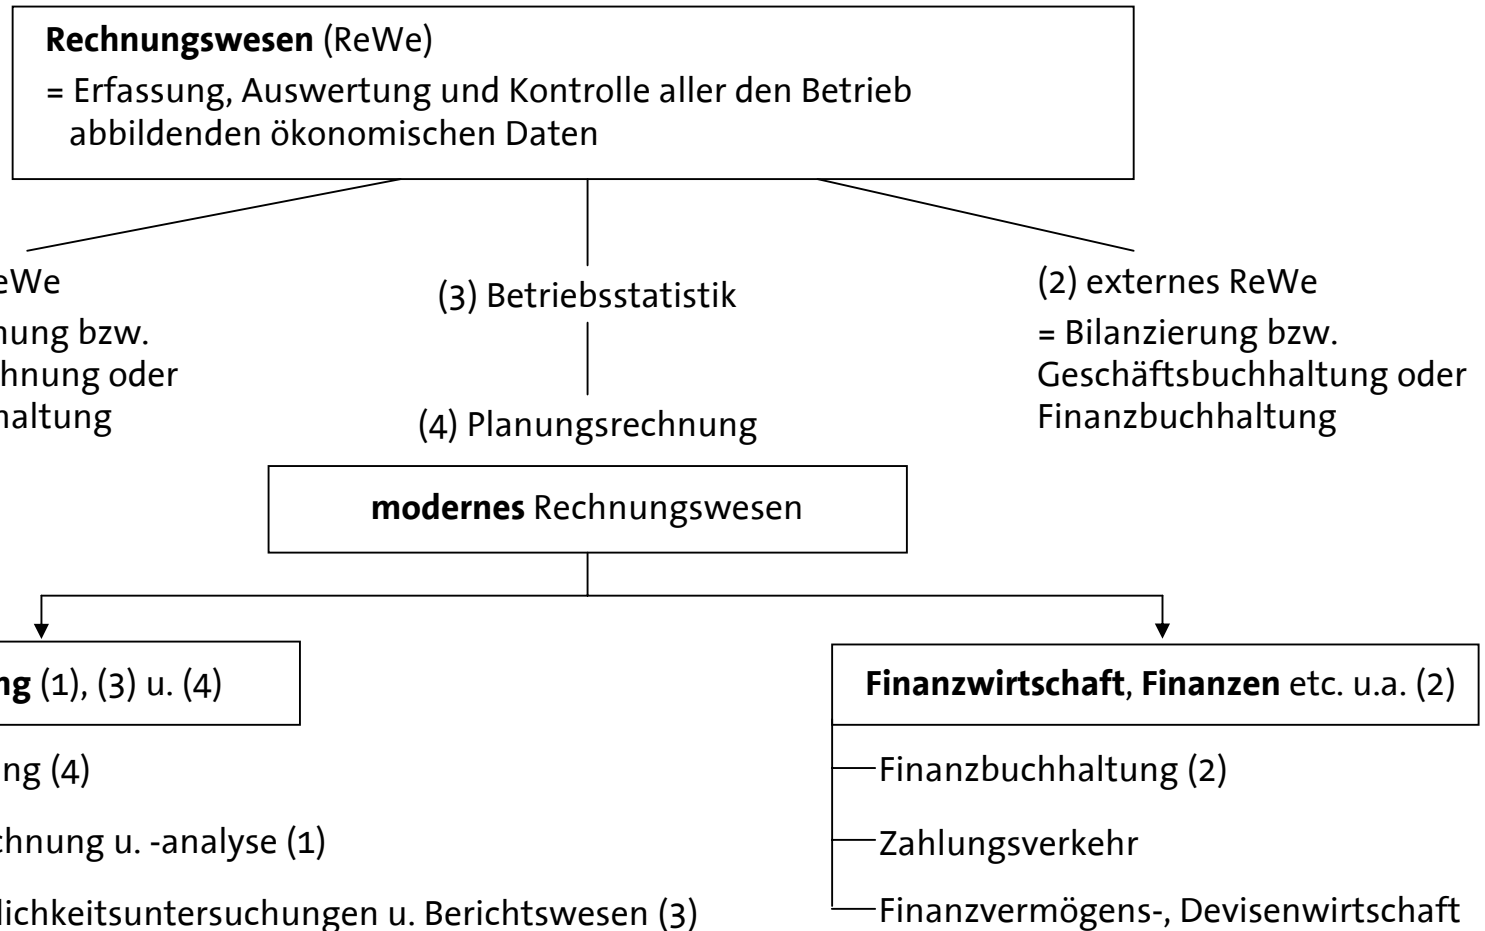 Rechnungswesen (ReWe)
= Erfassung, Auswertung und Kontrolle aller den Betrieb
abbildenden ökonomischen Daten
eWe
nung bzw.
hnung oder
haltung
(3) Betriebsstatistik
(4) Planungsrechnung
(2) externes ReWe
= Bilanzierung bzw.
Geschäftsbuchhaltung oder
Finanzbuchhaltung
modernes Rechnungswesen
ng (1), (3) u. (4)
ng (4)
chnung u. -analyse (1)
lichkeitsuntersuchungen u. Berichtswesen (3)
Finanzwirtschaft, Finanzen etc. u.a. (2)
Finanzbuchhaltung (2)
Zahlungsverkehr
Finanzvermögens-, Devisenwirtschaft